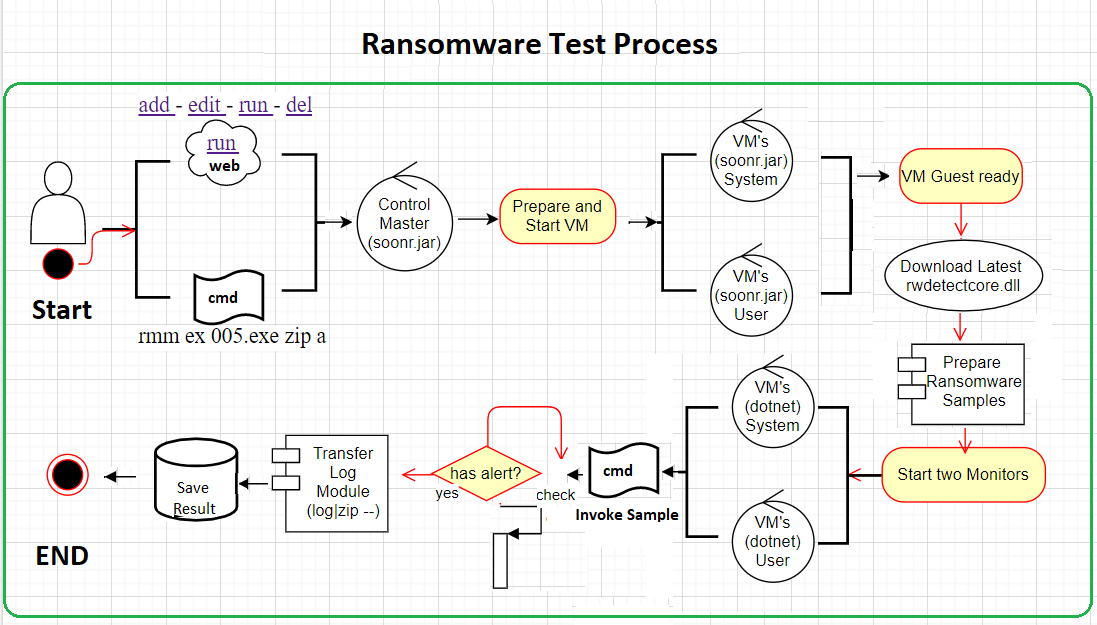 Ransomware Test Process
add - edit - run - del
run
web
Start
cmd
rmm ex 005.exe zip a
Control
Master
(soonr.jar)
Prepare and
Start VM
VM's
(soonr.jar)
System
VM's
(soonr.jar)
User
VM Guest ready
Download Latest
rwdetectcore.dll
Prepare
Ransomware
Samples
Start two Monitors
VM's
(dotnet)
System
VM's
(dotnet)
User
cmd
Invoke Sample
check
has alert?
yes
Transfer
Log
Module
(log|zip --)
Save
Result
END